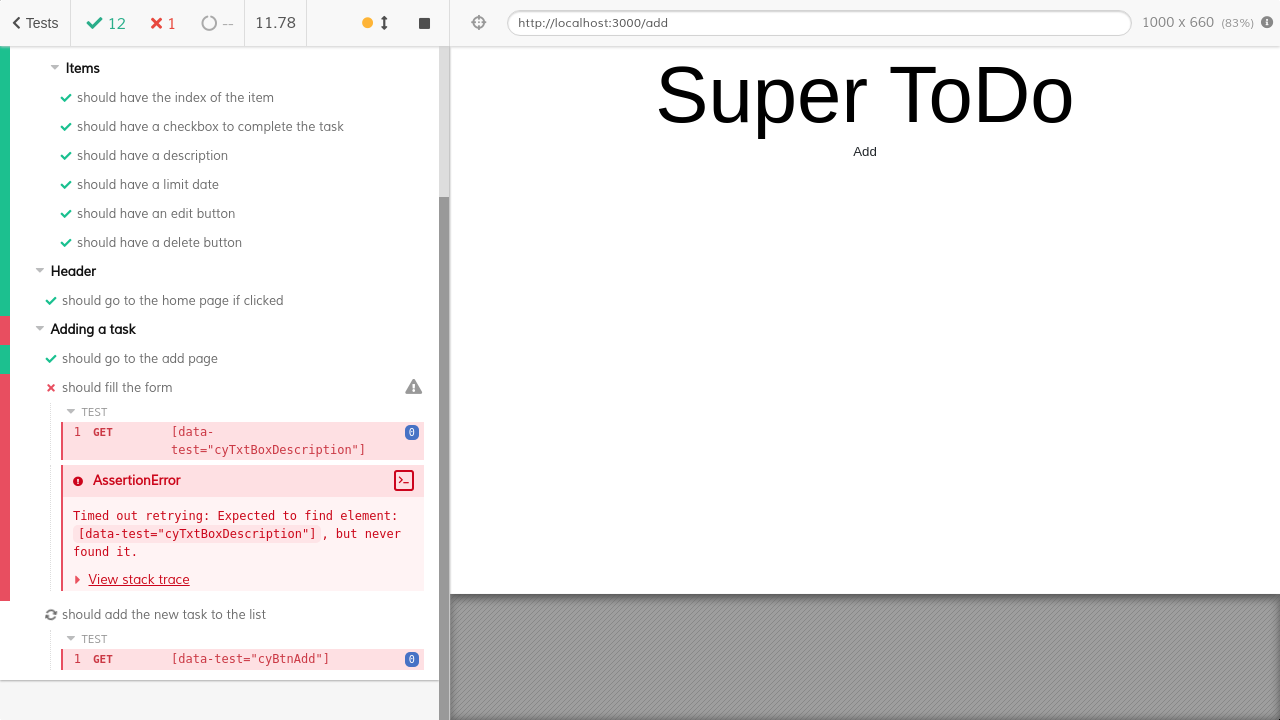 Tests 12 1 -- 11.78
http://localhost:3000/add 1000 x 660 (83%)
Items
should have the index of the item
should have a checkbox to complete the task
should have a description
should have a limit date
should have an edit button
should have a delete button
Header
should go to the home page if clicked
Adding a task
should go to the add page
should fill the form
TEST
1 GET [data-
test="cyTxtBoxDescription"] 0
AssertionError
Timed out retrying: Expected to find element:
[data-test="cyTxtBoxDescription"], but never
found it.
View stack trace
should add the new task to the list
TEST
1 GET [data-test="cyBtnAdd"] 0
Super ToDo
Add